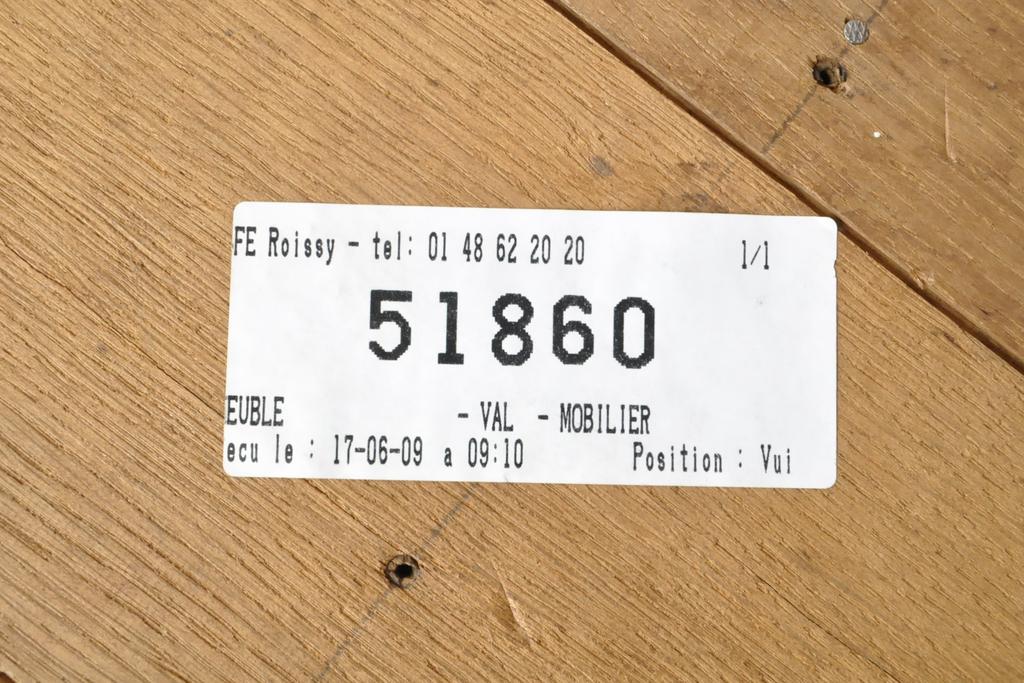 FE Roissy - tel: 01 48 62 20 20 1/1
51860
EUBLE - VAL - MOBILIER
ecu le : 17-06-09 a 09:10 Position : Vui